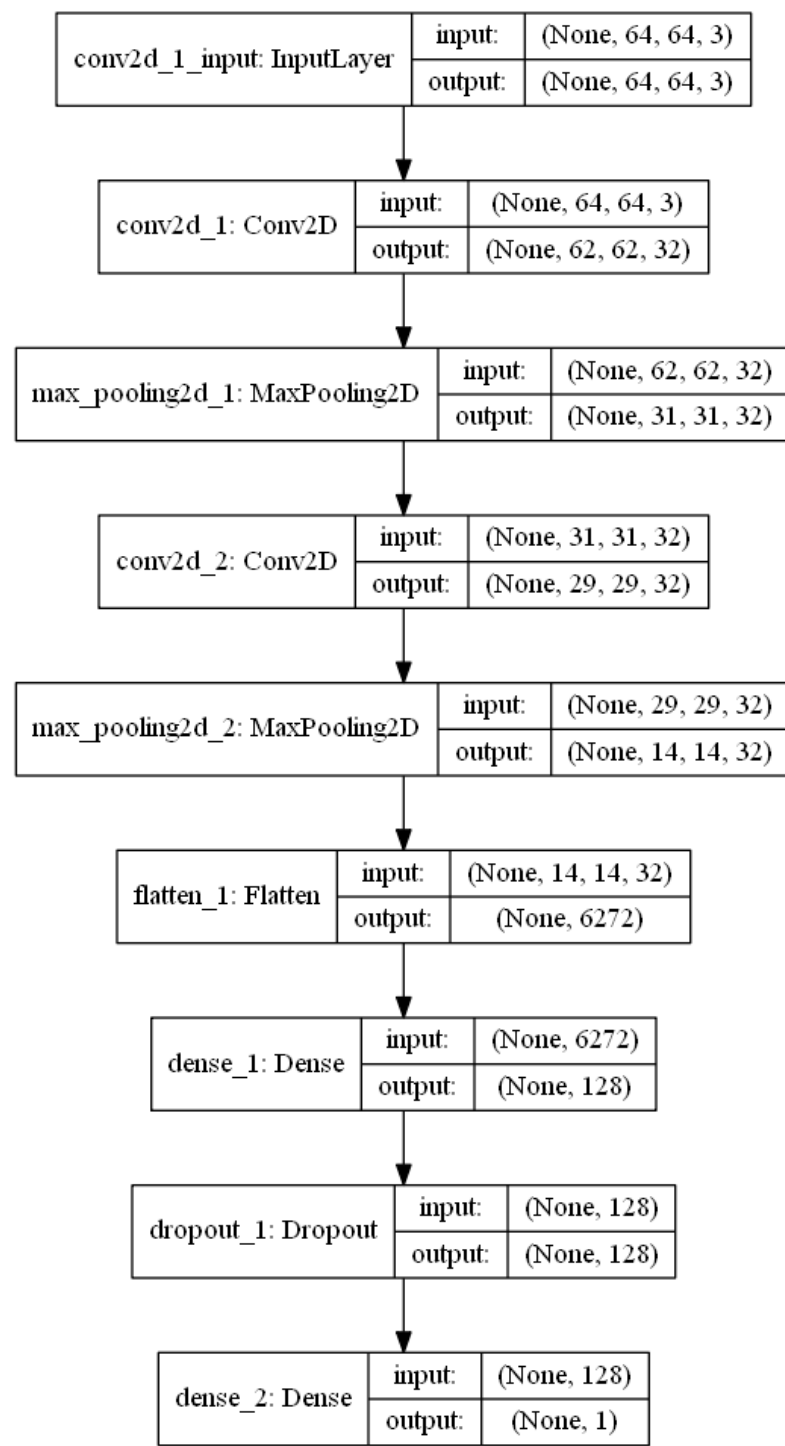 conv2d_1_input: InputLayer
input: (None, 64, 64, 3)
output: (None, 64, 64, 3)
conv2d_1: Conv2D
input: (None, 64, 64, 3)
output: (None, 62, 62, 32)
max_pooling2d_1: MaxPooling2D
input: (None, 62, 62, 32)
output: (None, 31, 31, 32)
conv2d_2: Conv2D
input: (None, 31, 31, 32)
output: (None, 29, 29, 32)
max_pooling2d_2: MaxPooling2D
input: (None, 29, 29, 32)
output: (None, 14, 14, 32)
flatten_1: Flatten
input: (None, 14, 14, 32)
output: (None, 6272)
dense_1: Dense
input: (None, 6272)
output: (None, 128)
dropout_1: Dropout
input: (None, 128)
output: (None, 128)
dense_2: Dense
input: (None, 128)
output: (None, 1)